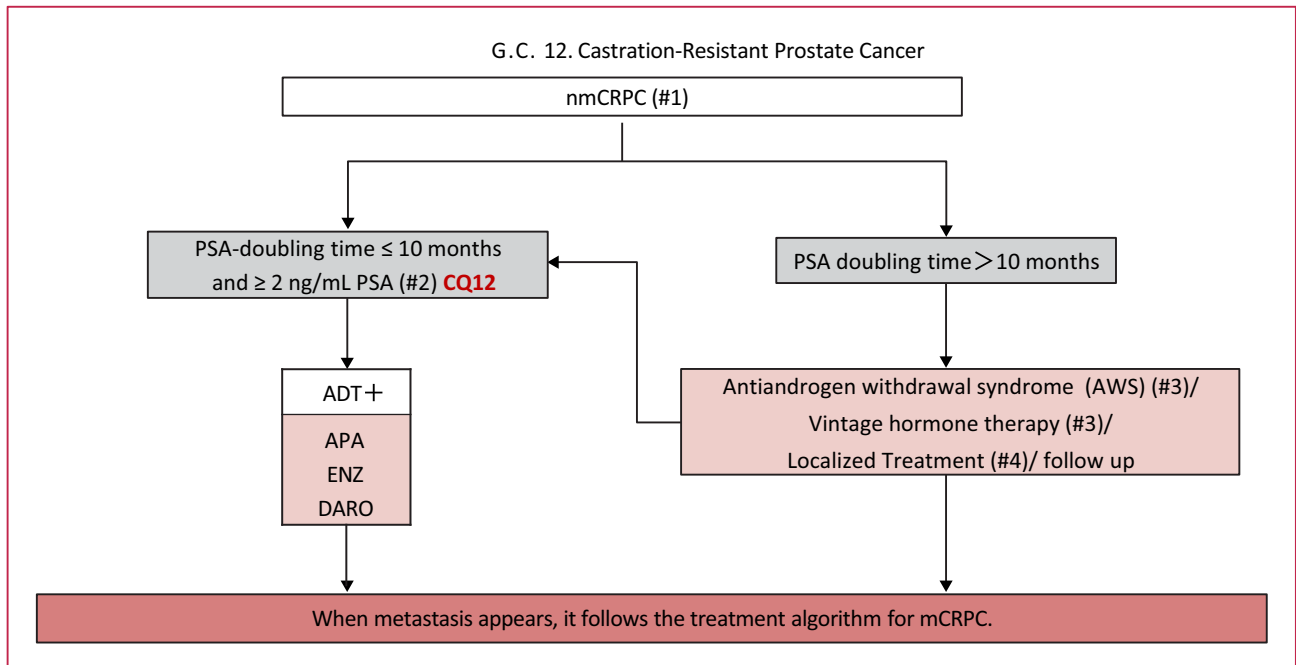 G.C. 12. Castration-Resistant Prostate Cancer
nmCRPC (#1)
PSA-doubling time ≤ 10 months
and ≥ 2 ng/mL PSA (#2) CQ12
PSA doubling time＞10 months
ADT＋
APA
ENZ
DARO
Antiandrogen withdrawal syndrome (AWS) (#3)/
Vintage hormone therapy (#3)/
Localized Treatment (#4)/ follow up
When metastasis appears, it follows the treatment algorithm for mCRPC.